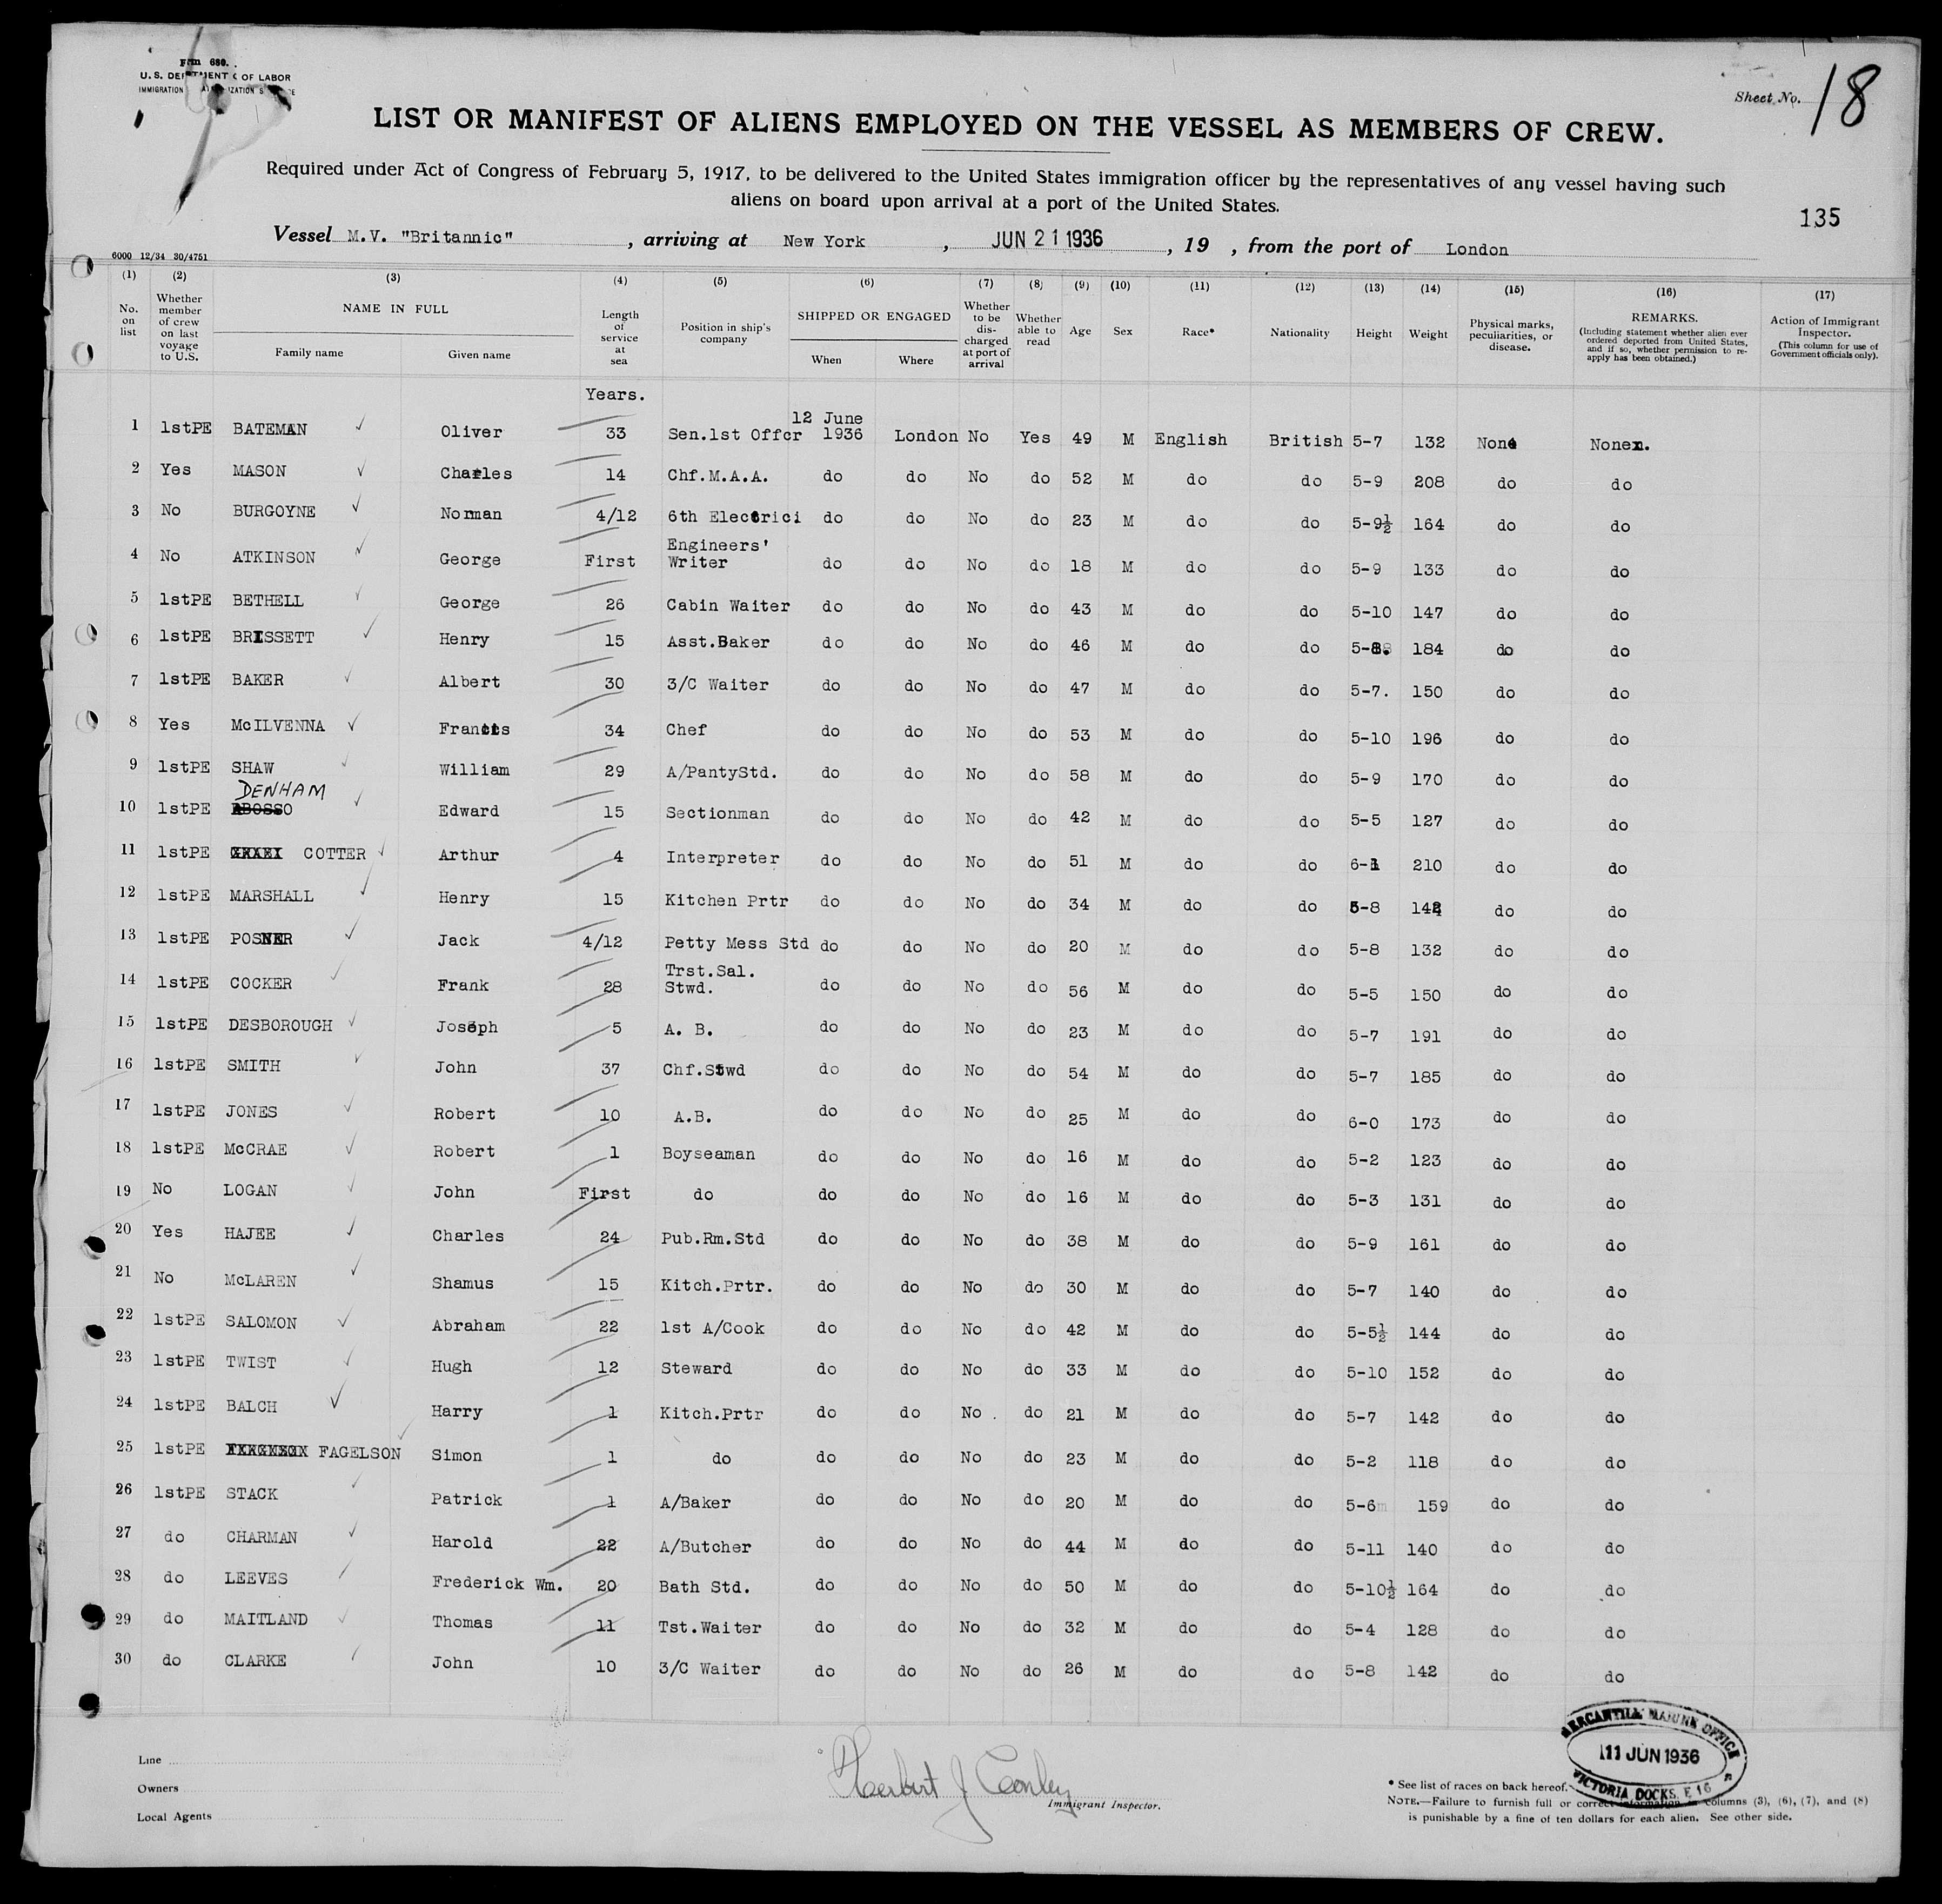 Form 680.
U. S. DEPARTMENT OF LABOR
IMMIGRATION
Sheet No. 18
LIST OR MANIFEST OF ALIENS EMPLOYED ON THE VESSEL AS MEMBERS OF CREW.
Required under Act of Congress of February 5, 1917, to be delivered to the United States immigration officer by the representatives of any vessel having such
aliens on board upon arrival at a port of the United States.
135
Vessel M.V. "Britannic", arriving at New York, JUN 21 1936, 19 , from the port of London
6000 12/34 30/4751
(1) (2) (3) (4) (5) (6) (7) (8) (9) (10) (11) (12) (13) (14) (15) (16) (17)
No. on list
Whether member of crew on last voyage to U.S.
NAME IN FULL
Family name Given name
Length of service at sea
Position in ship's company
SHIPPED OR ENGAGED
When Where
Whether to be discharged at port of arrival
Whether able to read
Age Sex Race* Nationality Height Weight
Physical marks, peculiarities, or disease.
REMARKS.
(Including statement whether alien ever ordered deported from United States, and if so, whether permission to re-apply has been obtained.)
Action of Immigrant Inspector.
(This column for use of Government officials only).
Years.
1 1stPE BATEMAN Oliver 33 Sen.1st Offcr 12 June 1936 London No Yes 49 M English British 5-7 132 None None.
2 Yes MASON Charles 14 Chf.M.A.A. do do No do 52 M do do 5-9 208 do do
3 No BURGOYNE Norman 4/12 6th Electrici do do No do 23 M do do 5-9½ 164 do do
4 No ATKINSON George First Engineers' Writer do do No do 18 M do do 5-9 133 do do
5 1stPE BETHELL George 26 Cabin Waiter do do No do 43 M do do 5-10 147 do do
6 1stPE BRISSETT Henry 15 Asst.Baker do do No do 46 M do do 5-8 184 do do
7 1stPE BAKER Albert 30 3/C Waiter do do No do 47 M do do 5-7. 150 do do
8 Yes McILVENNA Francis 34 Chef do do No do 53 M do do 5-10 196 do do
9 1stPE SHAW William 29 A/PantyStd. do do No do 58 M do do 5-9 170 do do
10 1stPE DENHAM Edward 15 Sectionman do do No do 42 M do do 5-5 127 do do
11 1stPE COTTER Arthur 4 Interpreter do do No do 51 M do do 6-1 210 do do
12 1stPE MARSHALL Henry 15 Kitchen Prtr do do No do 34 M do do 5-8 144 do do
13 1stPE POSNER Jack 4/12 Petty Mess Std do do No do 20 M do do 5-8 132 do do
14 1stPE COCKER Frank 28 Trst.Sal. Stwd. do do No do 56 M do do 5-5 150 do do
15 1stPE DESBOROUGH Joseph 5 A. B. do do No do 23 M do do 5-7 191 do do
16 1stPE SMITH John 37 Chf.Stwd do do No do 54 M do do 5-7 185 do do
17 1stPE JONES Robert 10 A.B. do do No do 25 M do do 6-0 173 do do
18 1stPE McCRAE Robert 1 Boyseaman do do No do 16 M do do 5-2 123 do do
19 No LOGAN John First do do do No do 16 M do do 5-3 131 do do
20 Yes HAJEE Charles 24 Pub.Rm.Std do do No do 38 M do do 5-9 161 do do
21 No McLAREN Shamus 15 Kitch.Prtr. do do No do 30 M do do 5-7 140 do do
22 1stPE SALOMON Abraham 22 1st A/Cook do do No do 42 M do do 5-5½ 144 do do
23 1stPE TWIST Hugh 12 Steward do do No do 33 M do do 5-10 152 do do
24 1stPE BALCH Harry 1 Kitch.Prtr do do No . do 21 M do do 5-7 142 do do
25 1stPE FAGELSON Simon 1 do do do No do 23 M do do 5-2 118 do do
26 1stPE STACK Patrick 1 A/Baker do do No do 20 M do do 5-6 159 do do
27 do CHARMAN Harold 22 A/Butcher do do No do 44 M do do 5-11 140 do do
28 do LEEVES Frederick Wm. 20 Bath Std. do do No do 50 M do do 5-10½ 164 do do
29 do MAITLAND Thomas 11 Tst.Waiter do do No do 32 M do do 5-4 128 do do
30 do CLARKE John 10 3/C Waiter do do No do 26 M do do 5-8 142 do do
MERCANTILE MARINE OFFICE
11 JUN 1936
VICTORIA DOCKS. E 16
Line
Owners
Local Agents
Herbert J Conley
Immigrant Inspector.
* See list of races on back hereof.
NOTE.—Failure to furnish full or correct information in columns (3), (6), (7), and (8)
is punishable by a fine of ten dollars for each alien. See other side.